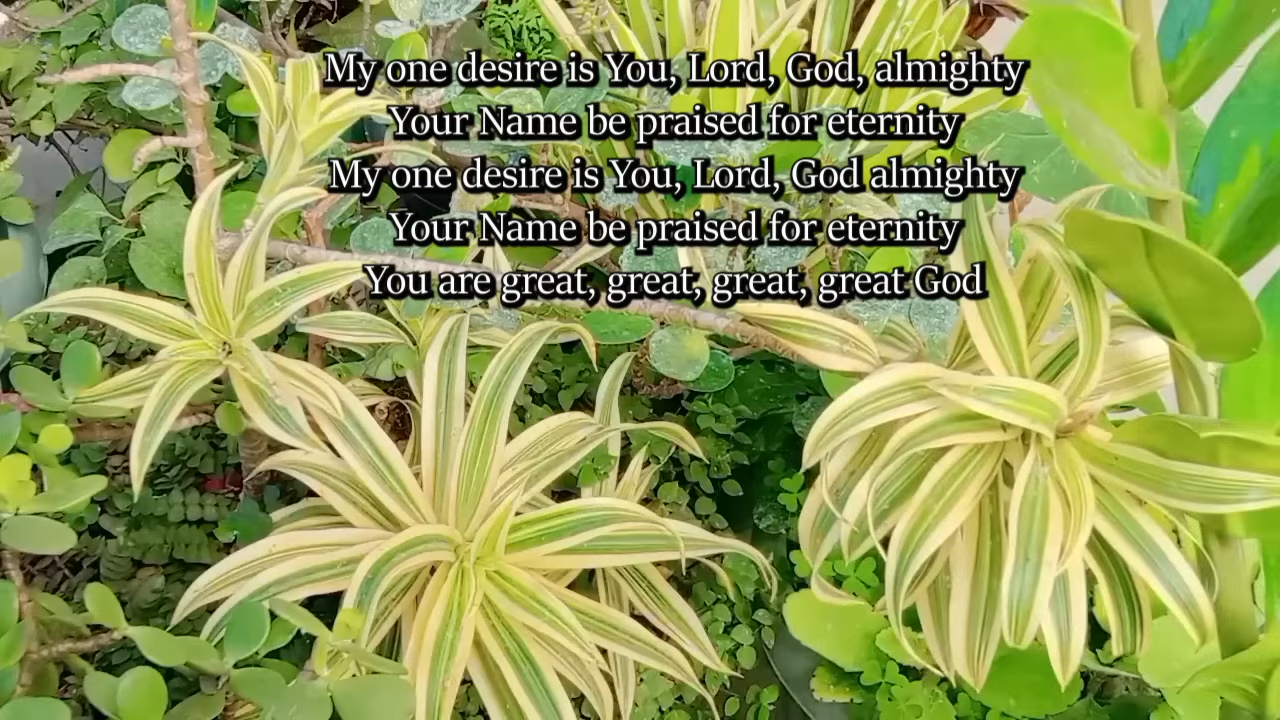 My one desire is You, Lord, God, almighty
Your Name be praised for eternity
My one desire is You, Lord, God almighty
Your Name be praised for eternity
You are great, great, great, great God